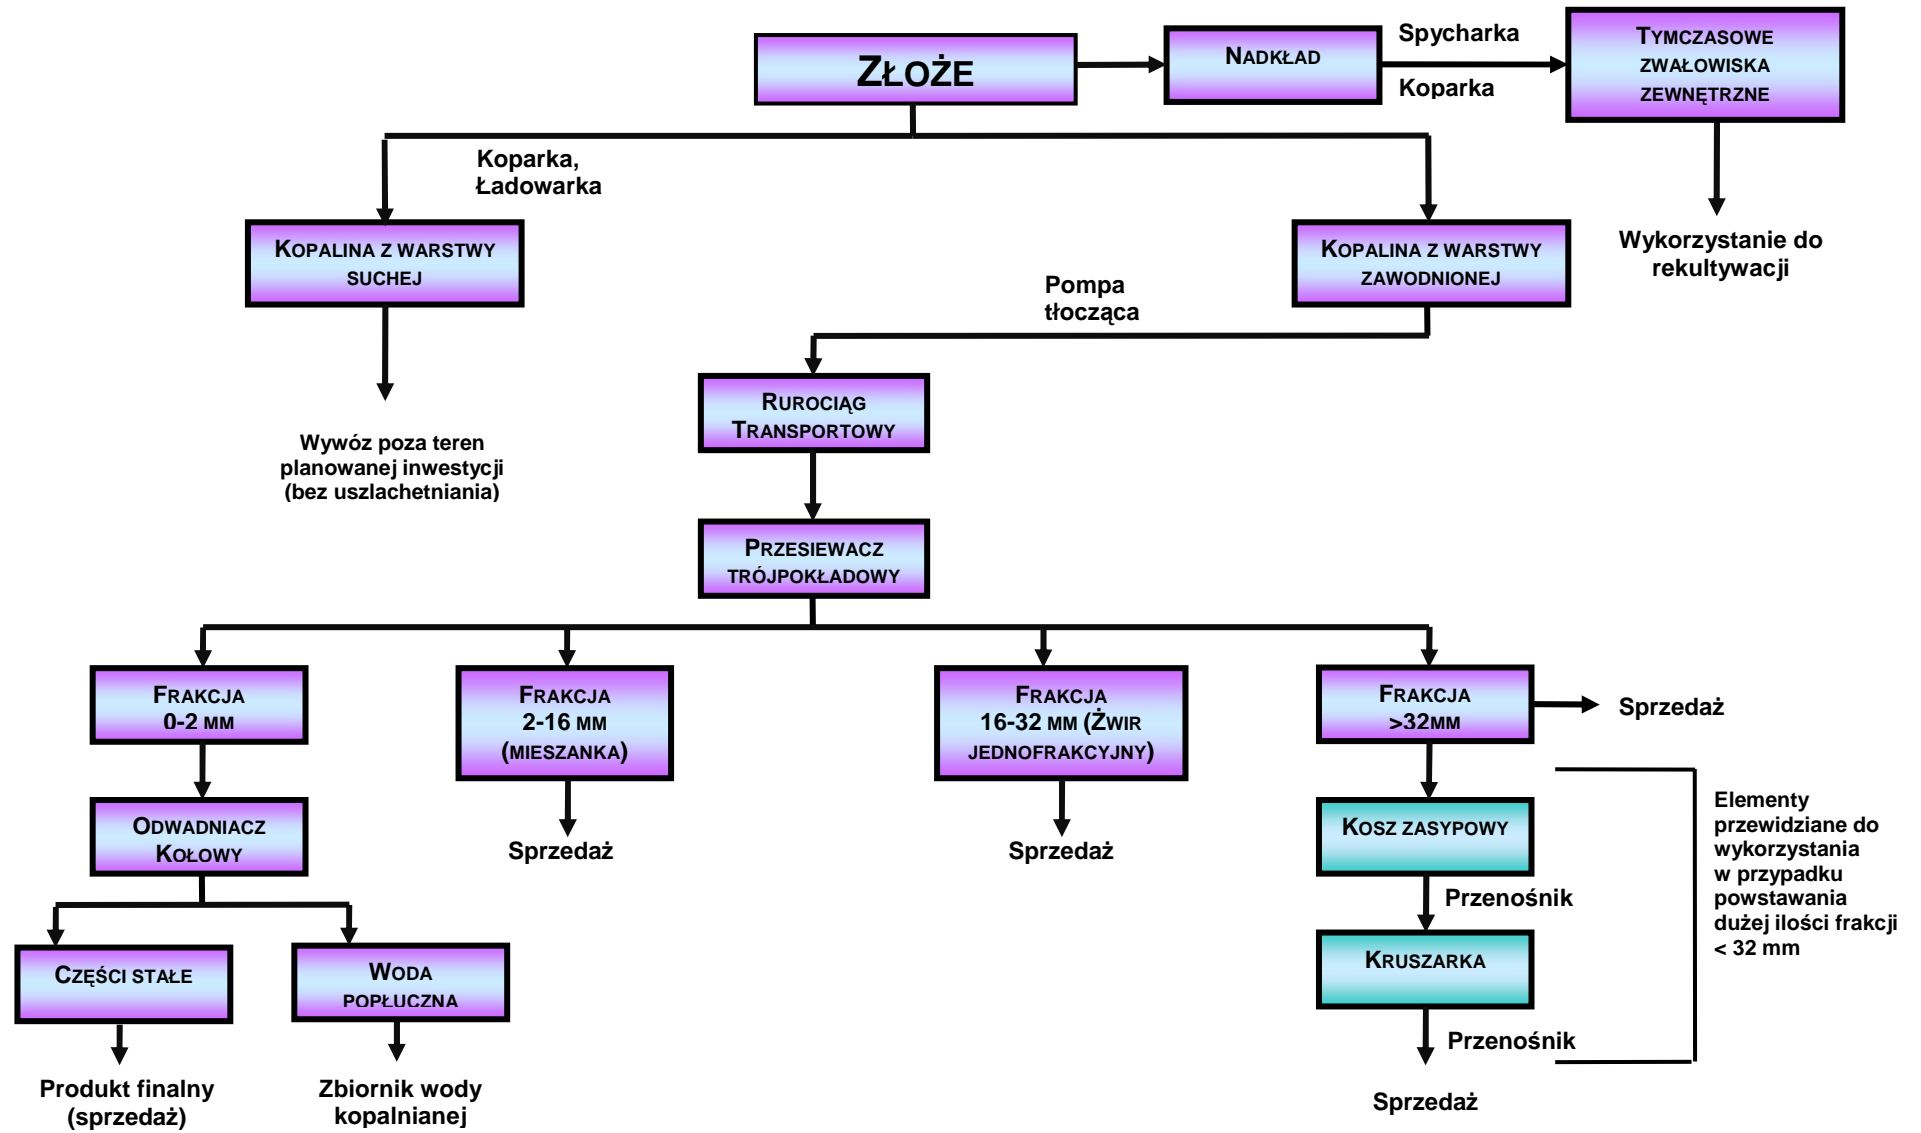 ZŁOŻE
NADKŁAD
Spycharka
Koparka
TYMCZASOWE
ZWAŁOWISKA
ZEWNĘTRZNE
Koparka,
Ładowarka
KOPALINA Z WARSTWY
SUCHEJ
KOPALINA Z WARSTWY
ZAWODNIONEJ
Wykorzystanie do
rekultywacji
Pompa
tłocząca
RUROCIĄG
TRANSPORTOWY
Wywóz poza teren
planowanej inwestycji
(bez uszlachetniania)
PRZESIEWACZ
TRÓJPOKŁADOWY
FRAKCJA
0-2 MM
FRAKCJA
2-16 MM
(MIESZANKA)
FRAKCJA
16-32 MM (ŻWIR
JEDNOFRAKCYJNY)
FRAKCJA
>32MM
Sprzedaż
ODWADNIACZ
KOŁOWY
Sprzedaż
Sprzedaż
KOSZ ZASYPOWY
Przenośnik
KRUSZARKA
Przenośnik
Sprzedaż
Elementy
przewidziane do
wykorzystania
w przypadku
powstawania
dużej ilości frakcji
< 32 mm
CZĘŚCI STAŁE
WODA
POPŁUCZNA
Produkt finalny
(sprzedaż)
Zbiornik wody
kopalnianej